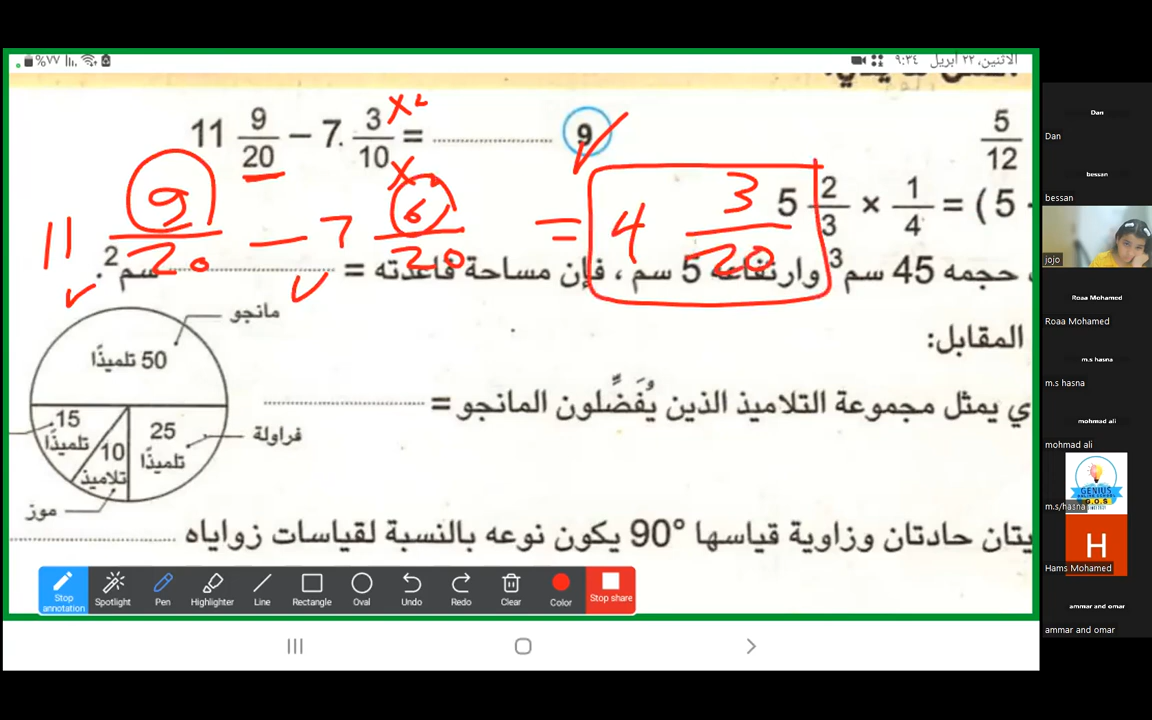 %٧٧
الاثنين، ٢٢ أبريل ٩:٣٤
11 9/20 − 7. 3/10 = .......... 9
×2
×2
5/12
11 9/20 − 7 6/20 = 4 3/20
5 2/3 × 1/4 = ( 5
حجمه 45 سم3 وارتفاعه 5 سم ، فإن مساحة قاعدته = .......... سم2.
المقابل:
مانجو
50 تلميذًا
15 تلميذًا
10 تلاميذ
25 تلميذًا
فراولة
موز
ي يمثل مجموعة التلاميذ الذين يُفَضِّلون المانجو = ..........
حادتان وزاوية قياسها 90° يكون نوعه بالنسبة لقياسات زواياه ..........
Stop annotation
Spotlight
Pen
Highlighter
Line
Rectangle
Oval
Undo
Redo
Clear
Color
Stop share
Dan
Dan
bessan
bessan
jojo
Roaa Mohamed
Roaa Mohamed
m.s hasna
m.s hasna
mohmad ali
mohmad ali
GENIUS
G.O.S
m.s/hasna
H
Hams Mohamed
ammar and omar
ammar and omar